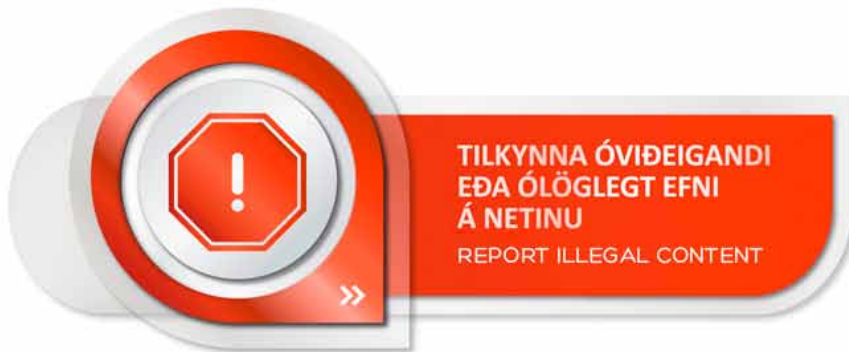 TILKYNNA ÓVIÐEIGANDI
EÐA ÓLÖGLEGT EFNI
Á NETINU
REPORT ILLEGAL CONTENT